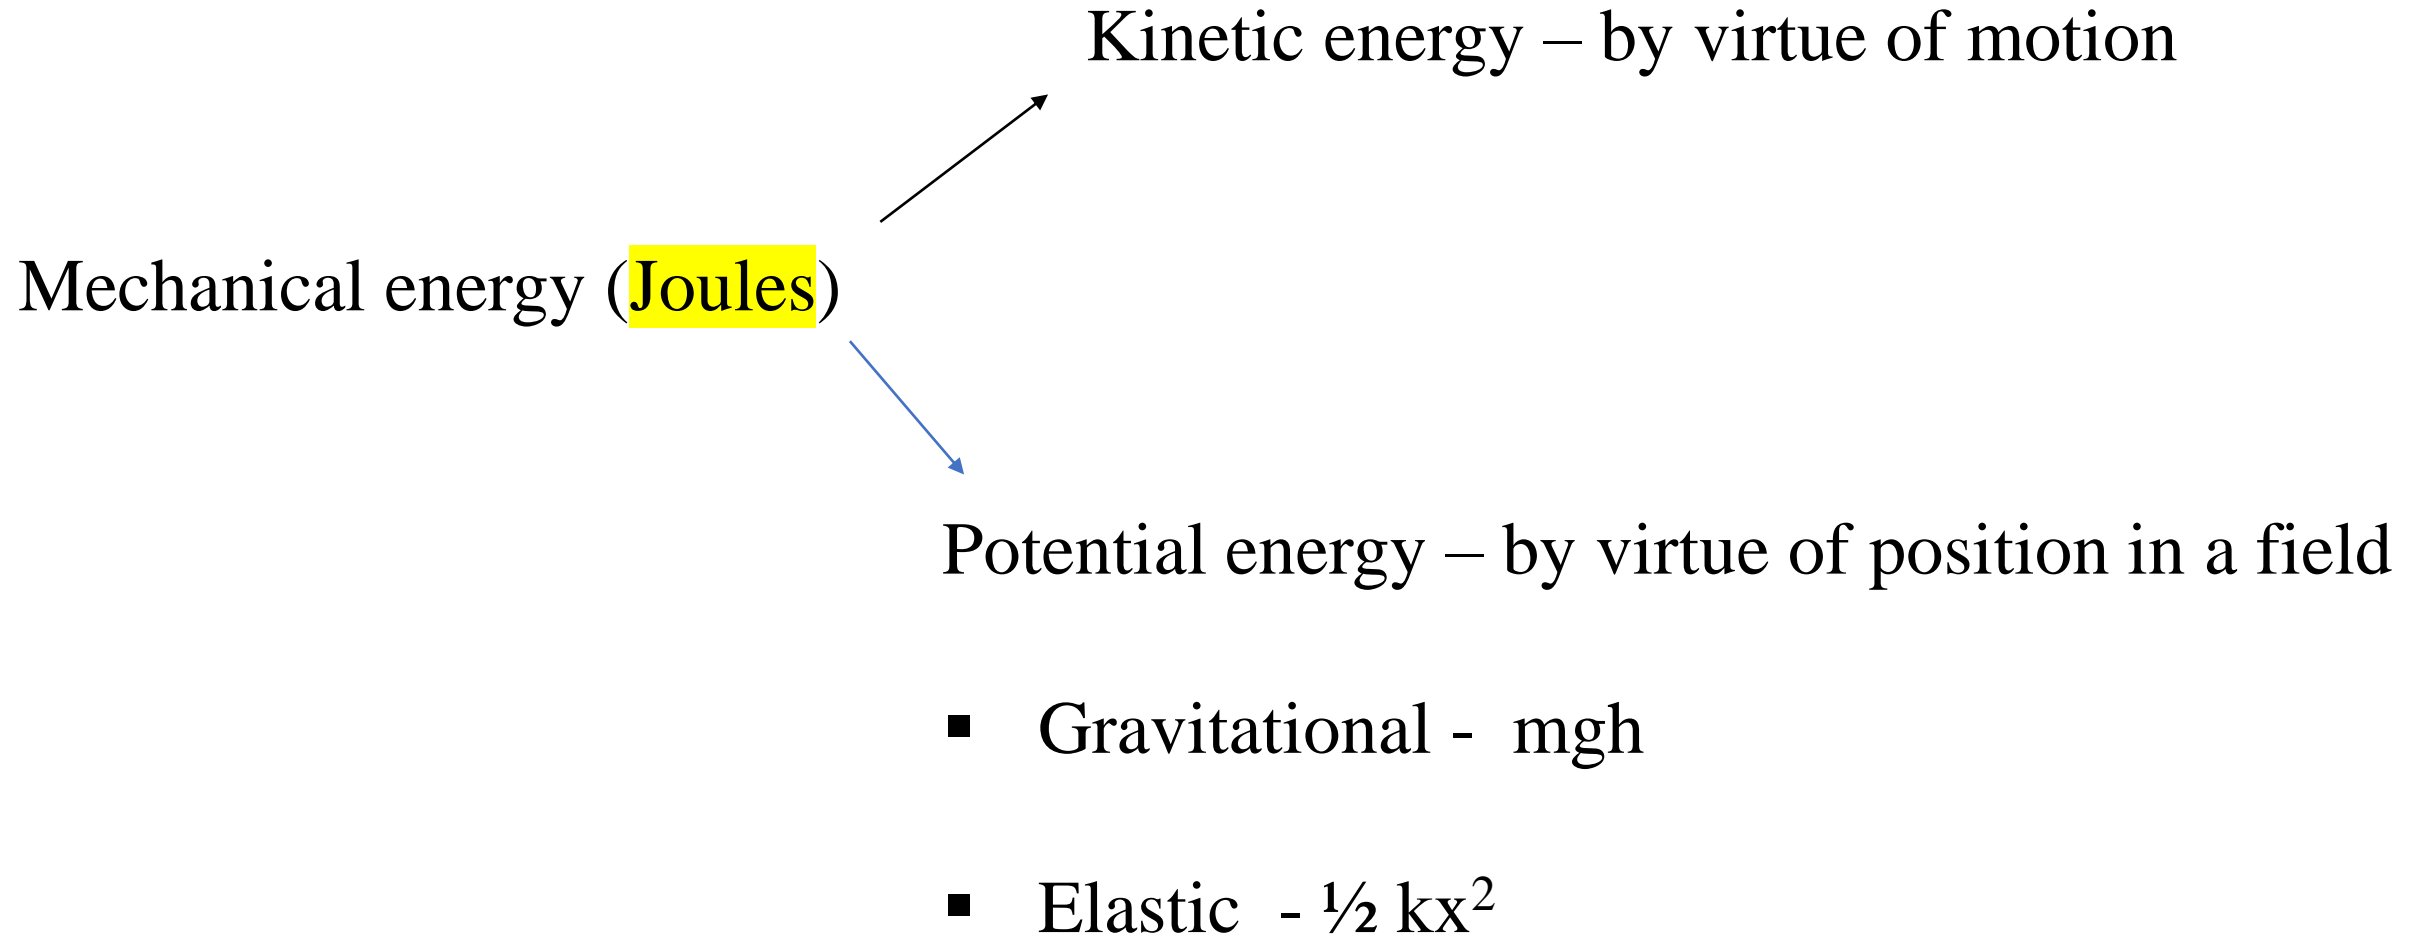 Kinetic energy – by virtue of motion
Mechanical energy (Joules)
Potential energy – by virtue of position in a field
▪ Gravitational - mgh
▪ Elastic - ½ kx²